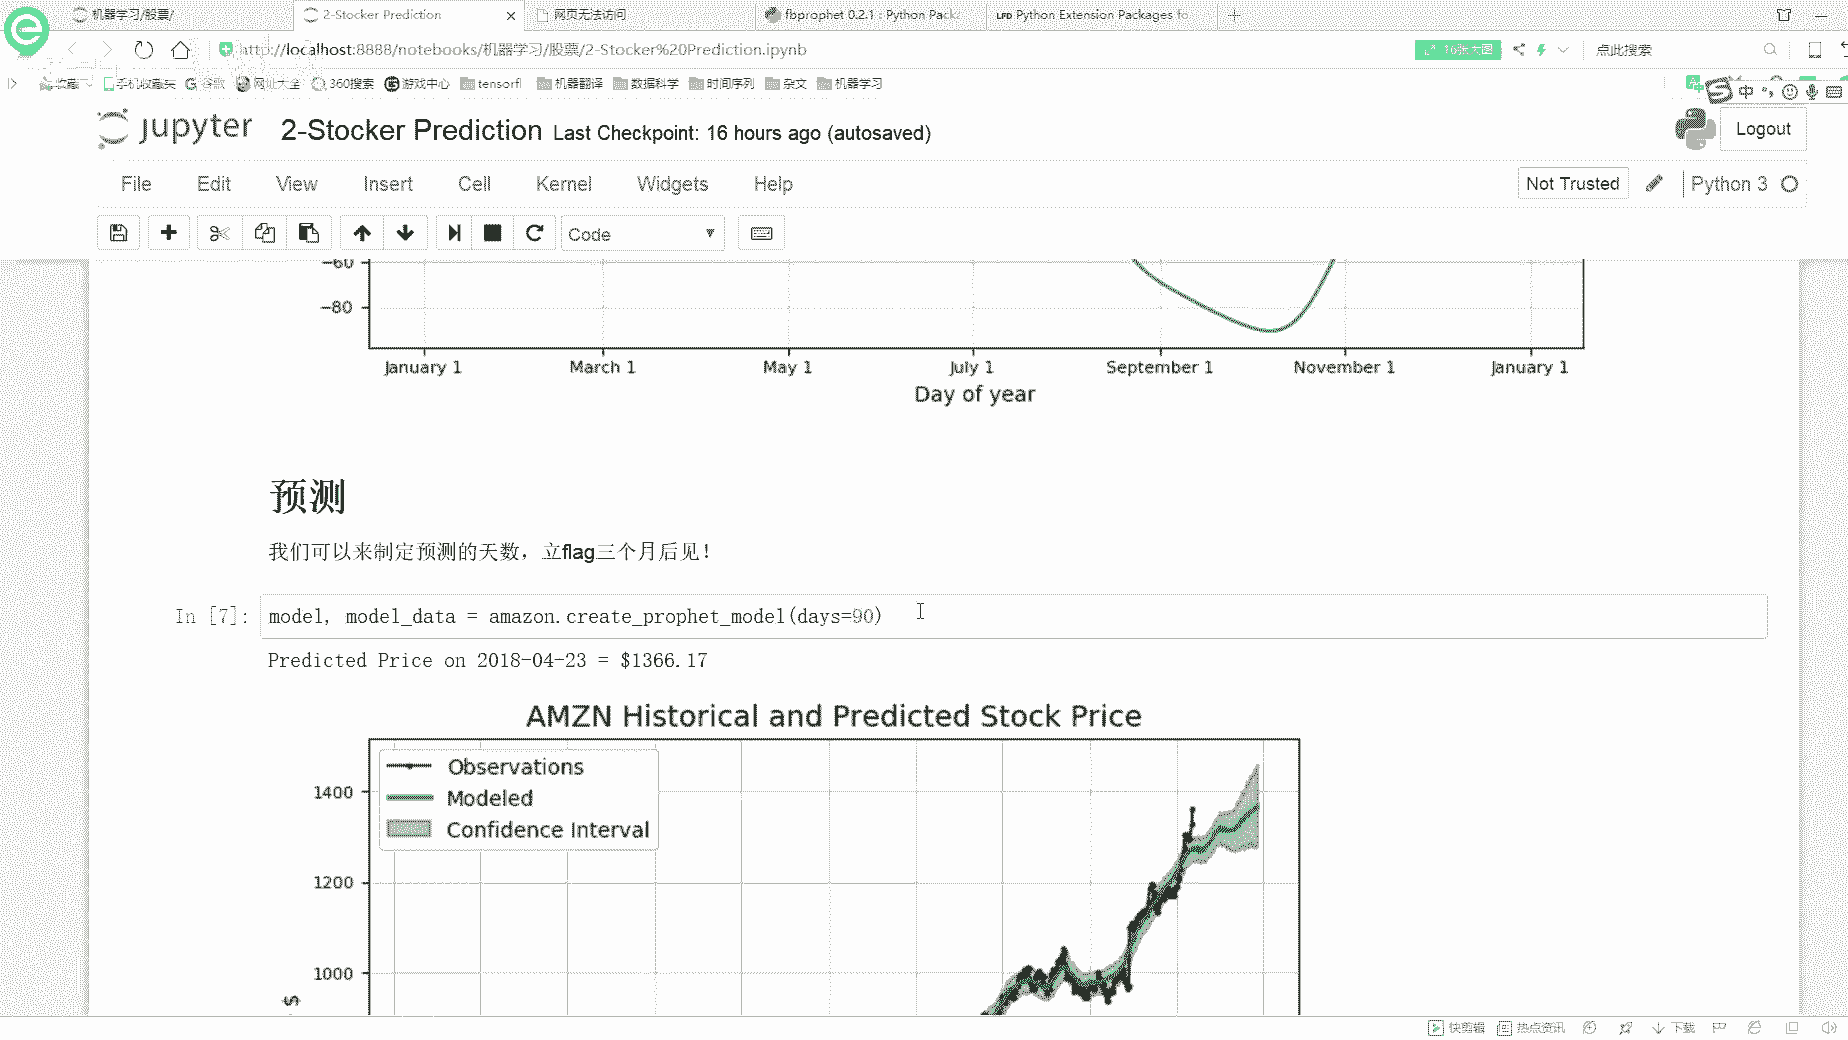 机器学习/股票/
2-Stocker Prediction
网页无法访问
fbprophet 0.2.1 : Python Pack
LFD Python Extension Packages fo
http://localhost:8888/notebooks/机器学习/股票/2-Stocker%20Prediction.ipynb
16张大图
点此搜索
收藏
手机收藏夹
谷歌
网址大全
360搜索
游戏中心
tensorfl
机器翻译
数据科学
时间序列
杂文
机器学习
中
jupyter
2-Stocker Prediction Last Checkpoint: 16 hours ago (autosaved)
Logout
File Edit View Insert Cell Kernel Widgets Help
Not Trusted
Python 3
Code
−60
−80
January 1 March 1 May 1 July 1 September 1 November 1 January 1
Day of year
预测
我们可以来制定预测的天数，立flag三个月后见！
In [7]: model, model_data = amazon.create_prophet_model(days=90)
Predicted Price on 2018-04-23 = $1366.17
AMZN Historical and Predicted Stock Price
Observations
Modeled
Confidence Interval
1400
1200
1000
$
快剪辑
热点资讯
下载